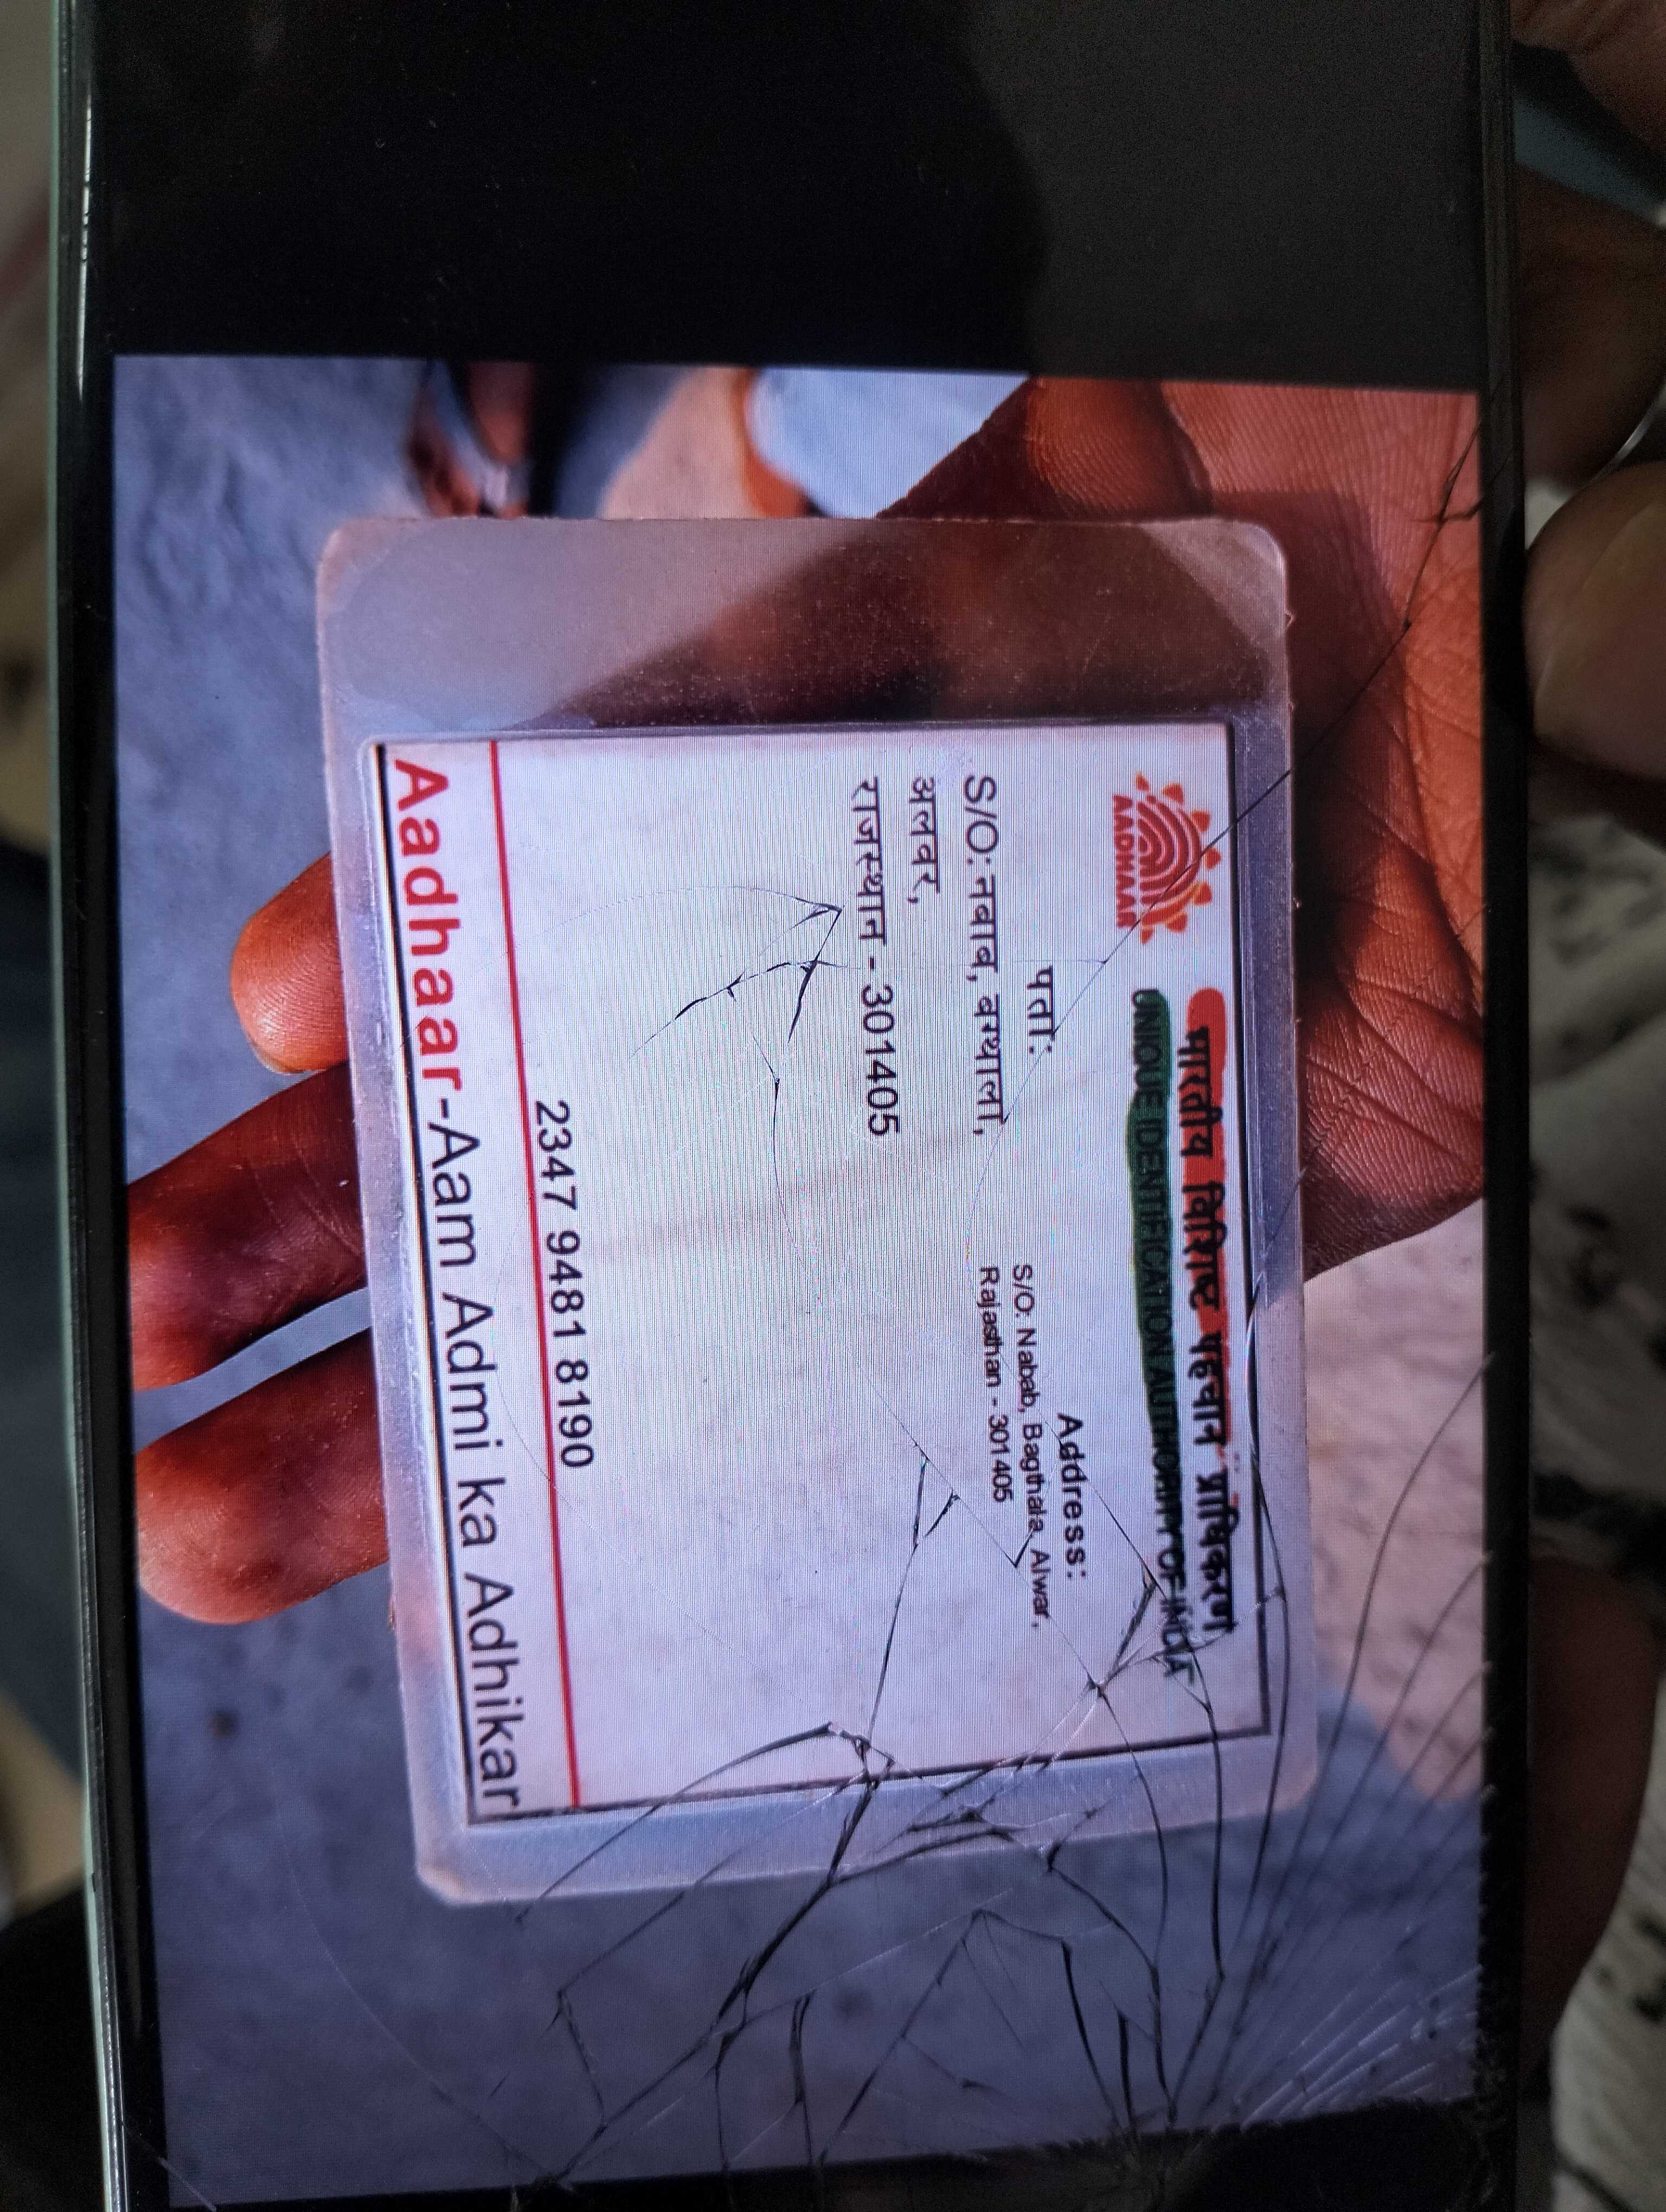 भारतीय विशिष्ट पहचान प्राधिकरण
UNIQUE IDENTIFICATION AUTHORITY OF INDIA
AADHAAR
पता:
S/O: नवाब, बग्थाला,
अलवर,
राजस्थान - 301405
Address:
S/O: Nabab, Bagthala, Alwar,
Rajasthan - 301405
2347 9481 8190
Aadhaar-Aam Admi ka Adhikar